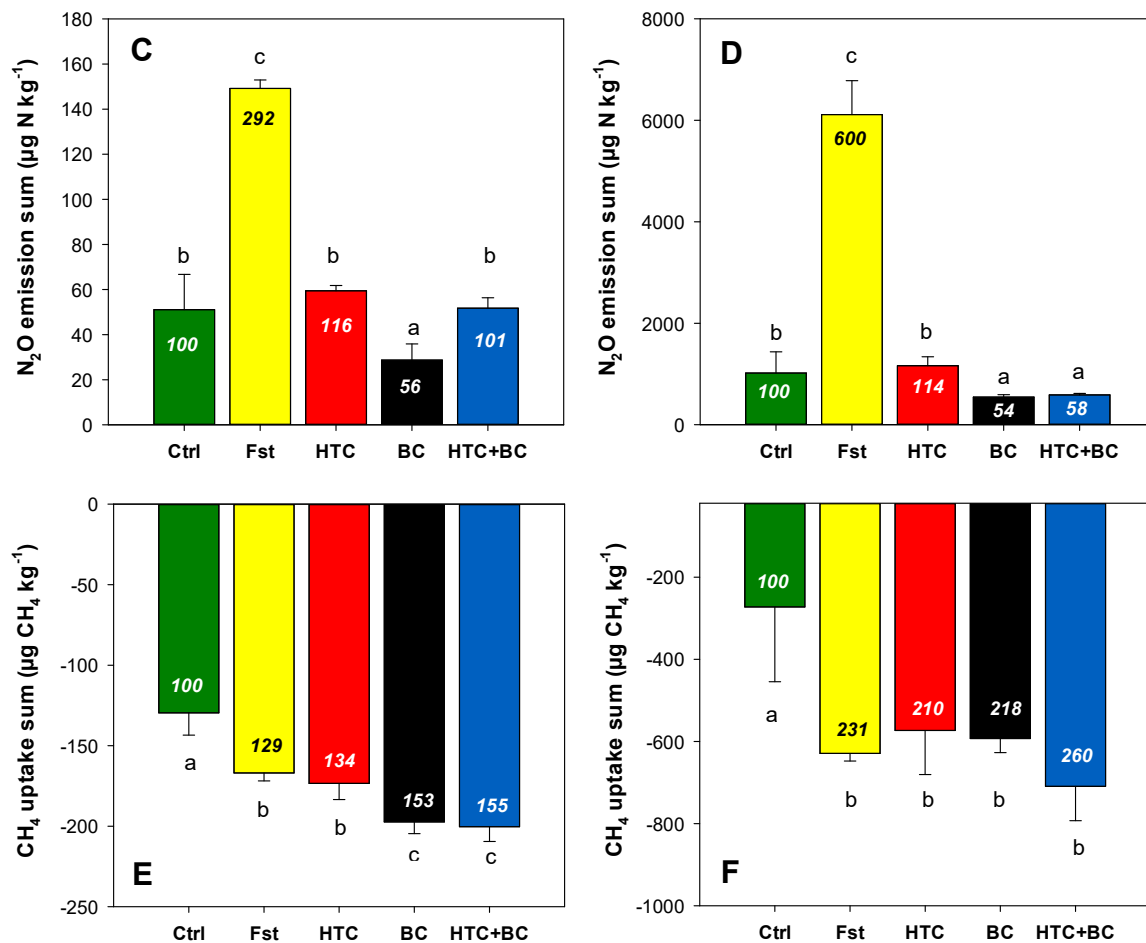 N₂O emission sum (µg N kg⁻¹)
180
160
140
120
100
80
60
40
20
0
C
b
c
b
a
b
100
292
116
56
101
Ctrl
Fst
HTC
BC
HTC+BC
N₂O emission sum (µg N kg⁻¹)
8000
6000
4000
2000
0
D
b
c
b
a
a
100
600
114
54
58
Ctrl
Fst
HTC
BC
HTC+BC
CH₄ uptake sum (µg CH₄ kg⁻¹)
0
-50
-100
-150
-200
-250
100
129
134
153
155
a
b
b
c
c
E
Ctrl
Fst
HTC
BC
HTC+BC
CH₄ uptake sum (µg CH₄ kg⁻¹)
-200
-400
-600
-800
-1000
100
231
210
218
260
a
b
b
b
b
F
Ctrl
Fst
HTC
BC
HTC+BC